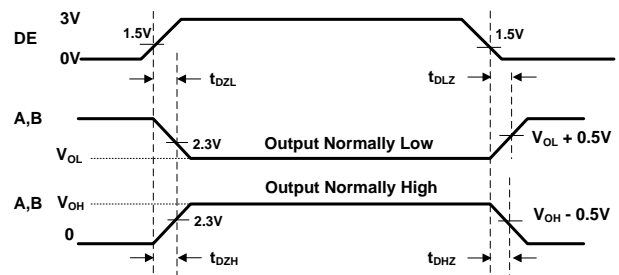 3V
DE
1.5V
1.5V
0V
tDZL
tDLZ
A,B
2.3V
Output Normally Low
VOL + 0.5V
VOL
Output Normally High
A,B
VOH
2.3V
VOH - 0.5V
0
tDZH
tDHZ